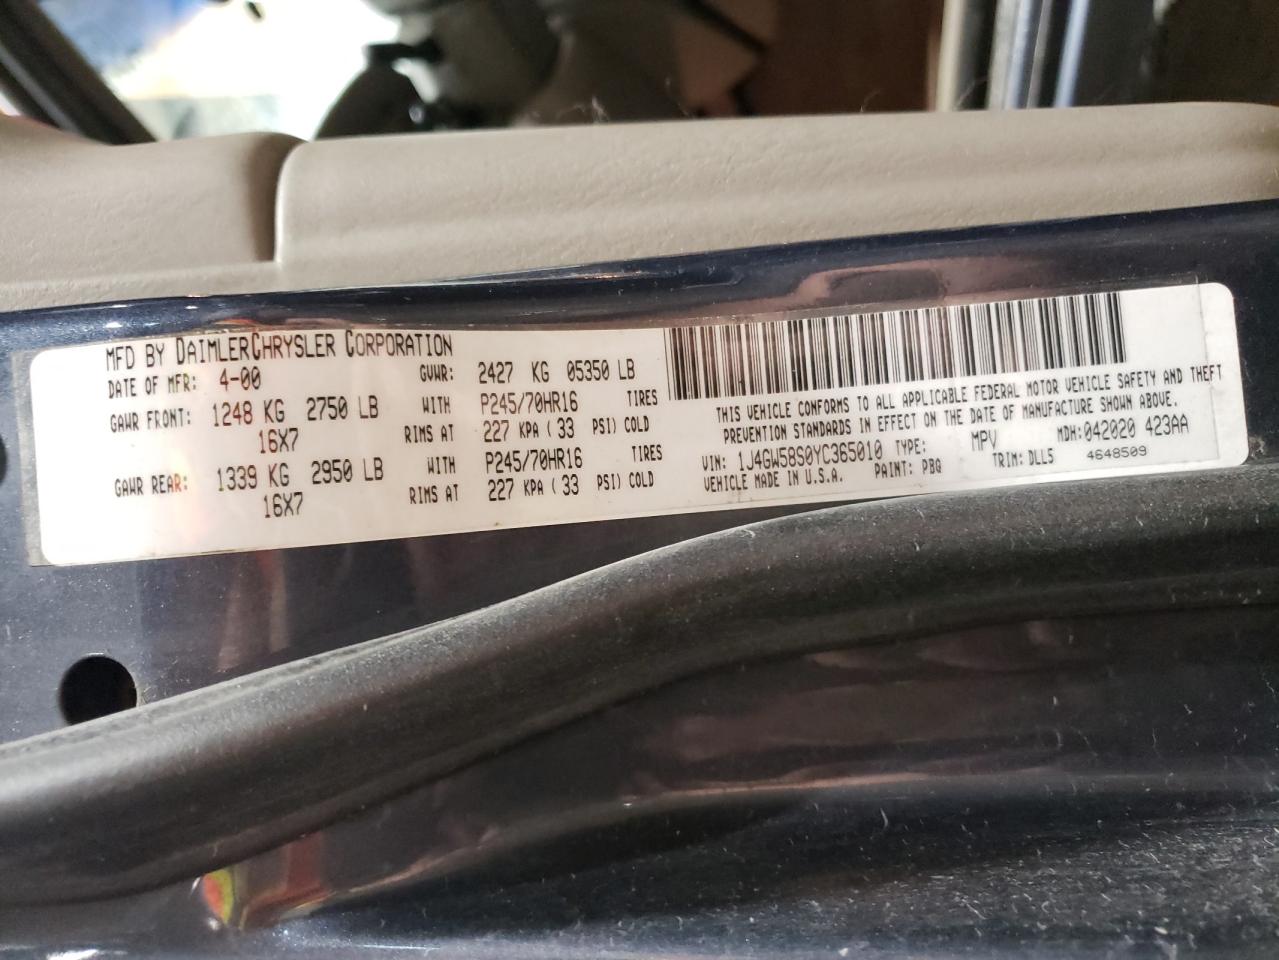 MFD BY DAIMLERCHRYSLER CORPORATION
DATE OF MFR: 4-00 GVWR: 2427 KG 05350 LB
GAWR FRONT: 1248 KG 2750 LB WITH P245/70HR16 TIRES
16X7 RIMS AT 227 KPA ( 33 PSI) COLD
GAWR REAR: 1339 KG 2950 LB WITH P245/70HR16 TIRES
16X7 RIMS AT 227 KPA ( 33 PSI) COLD
THIS VEHICLE CONFORMS TO ALL APPLICABLE FEDERAL MOTOR VEHICLE SAFETY AND THEFT
PREVENTION STANDARDS IN EFFECT ON THE DATE OF MANUFACTURE SHOWN ABOVE.
VIN: 1J4GW58S0YC365010 TYPE: MPV MDH: 042020 423AA
VEHICLE MADE IN U.S.A. PAINT: PBQ TRIM: DLL5 4648509